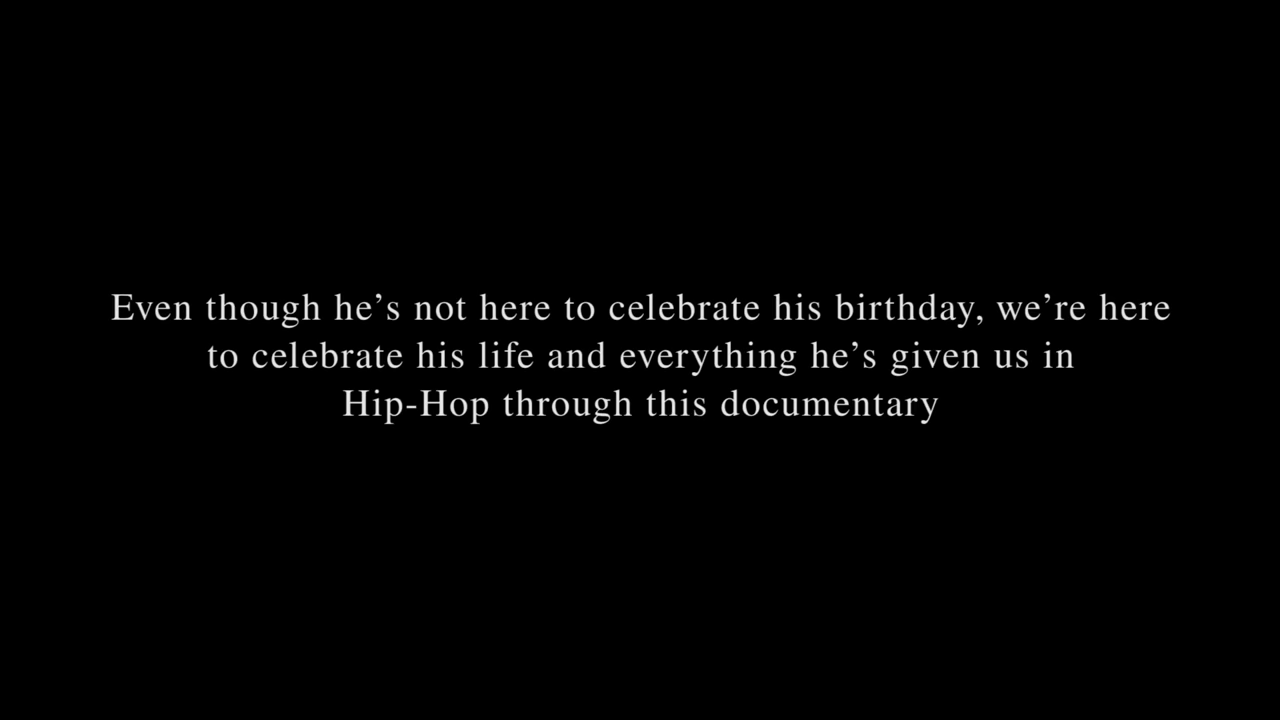 Even though he’s not here to celebrate his birthday, we’re here
to celebrate his life and everything he’s given us in
Hip-Hop through this documentary